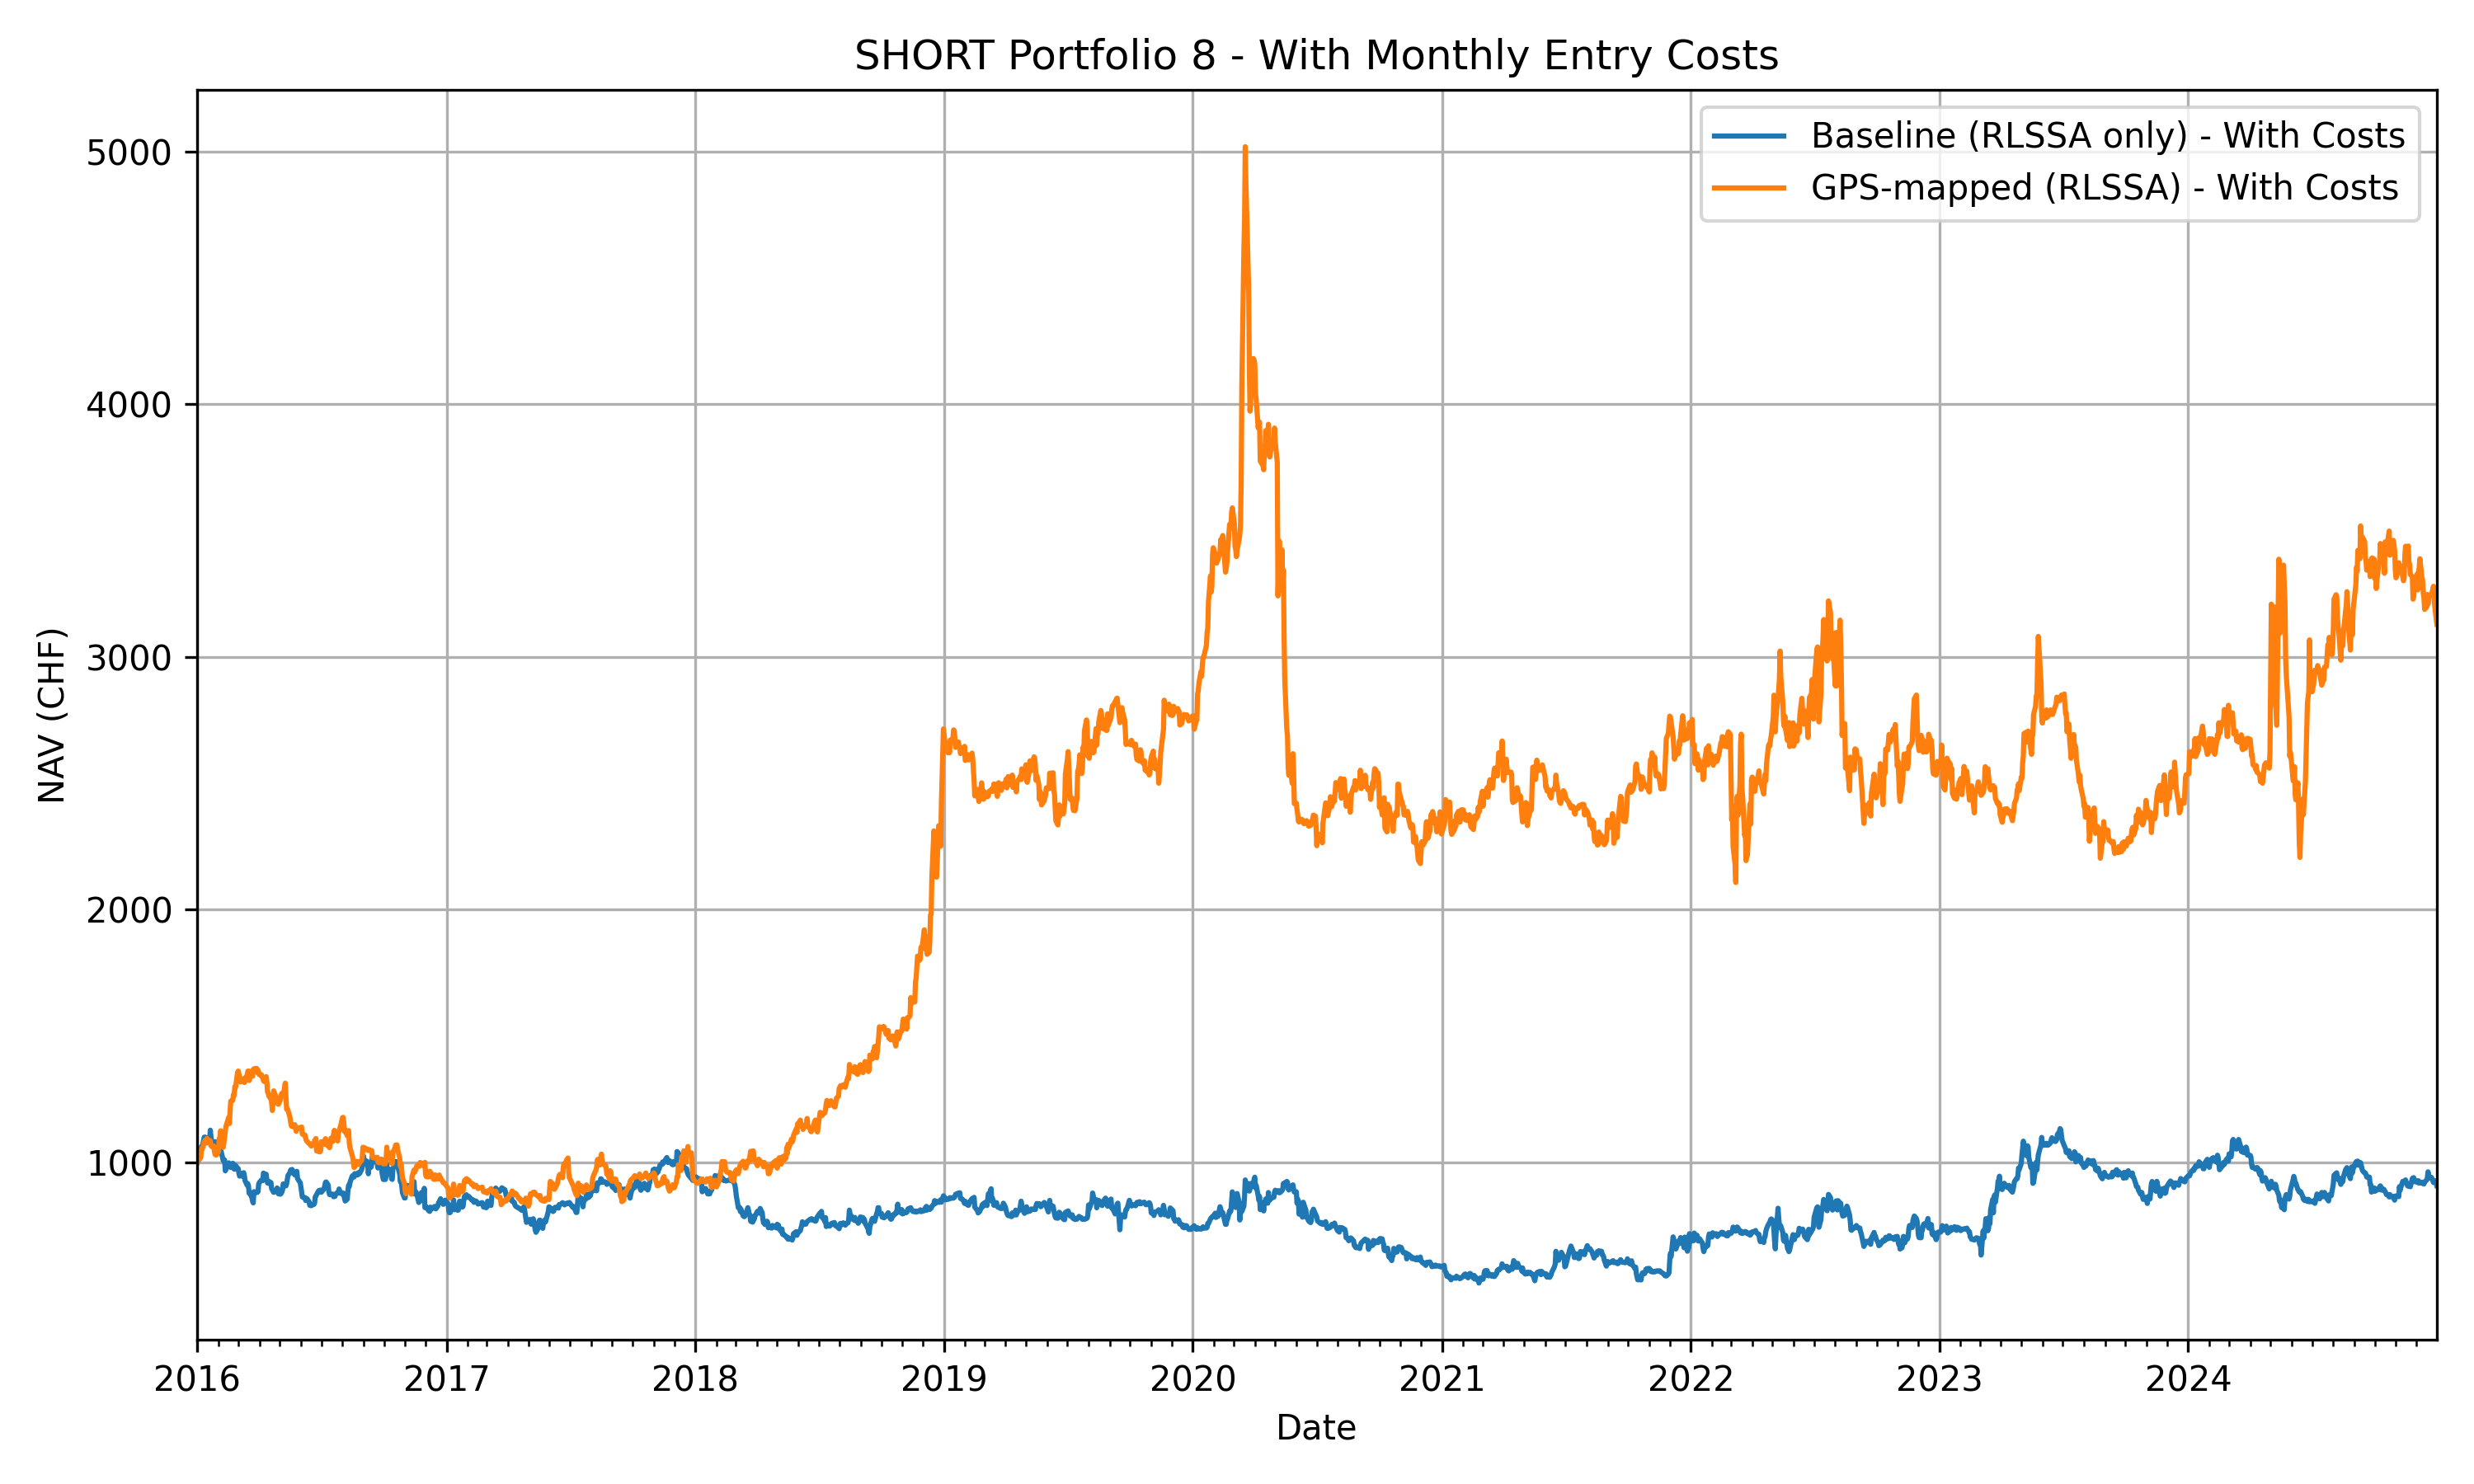 SHORT Portfolio 8 - With Monthly Entry Costs
Baseline (RLSSA only) - With Costs
GPS-mapped (RLSSA) - With Costs
5000
4000
3000
2000
1000
NAV (CHF)
2016 2017 2018 2019 2020 2021 2022 2023 2024
Date